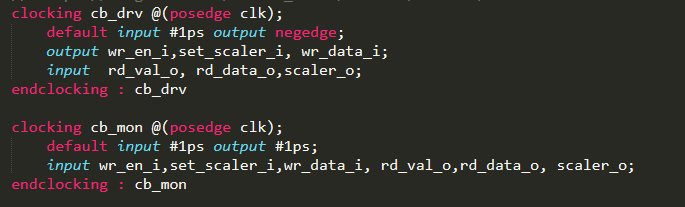 clocking cb_drv @(posedge clk);
    default input #1ps output negedge;
    output wr_en_i,set_scaler_i, wr_data_i;
    input  rd_val_o, rd_data_o,scaler_o;
endclocking : cb_drv

clocking cb_mon @(posedge clk);
    default input #1ps output #1ps;
    input wr_en_i,set_scaler_i,wr_data_i, rd_val_o,rd_data_o, scaler_o;
endclocking : cb_mon